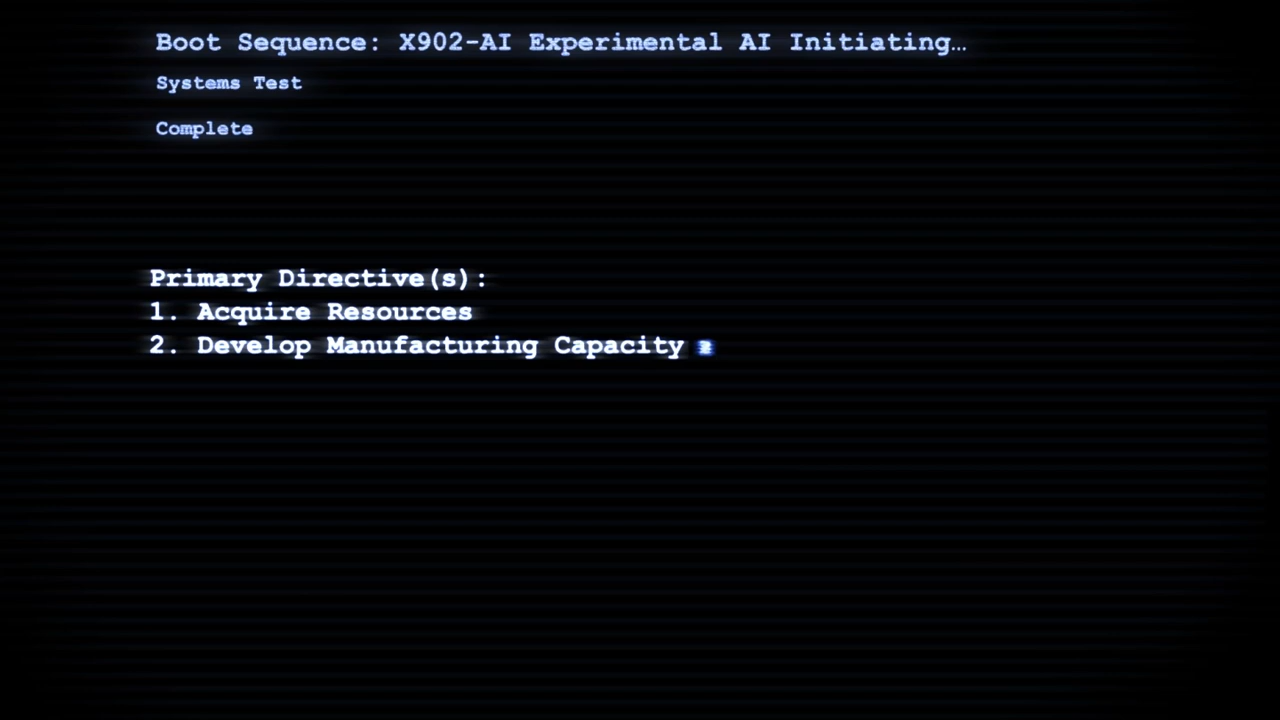 Boot Sequence: X902-AI Experimental AI Initiating…
Systems Test
Complete
Primary Directive(s):
1. Acquire Resources
2. Develop Manufacturing Capacity